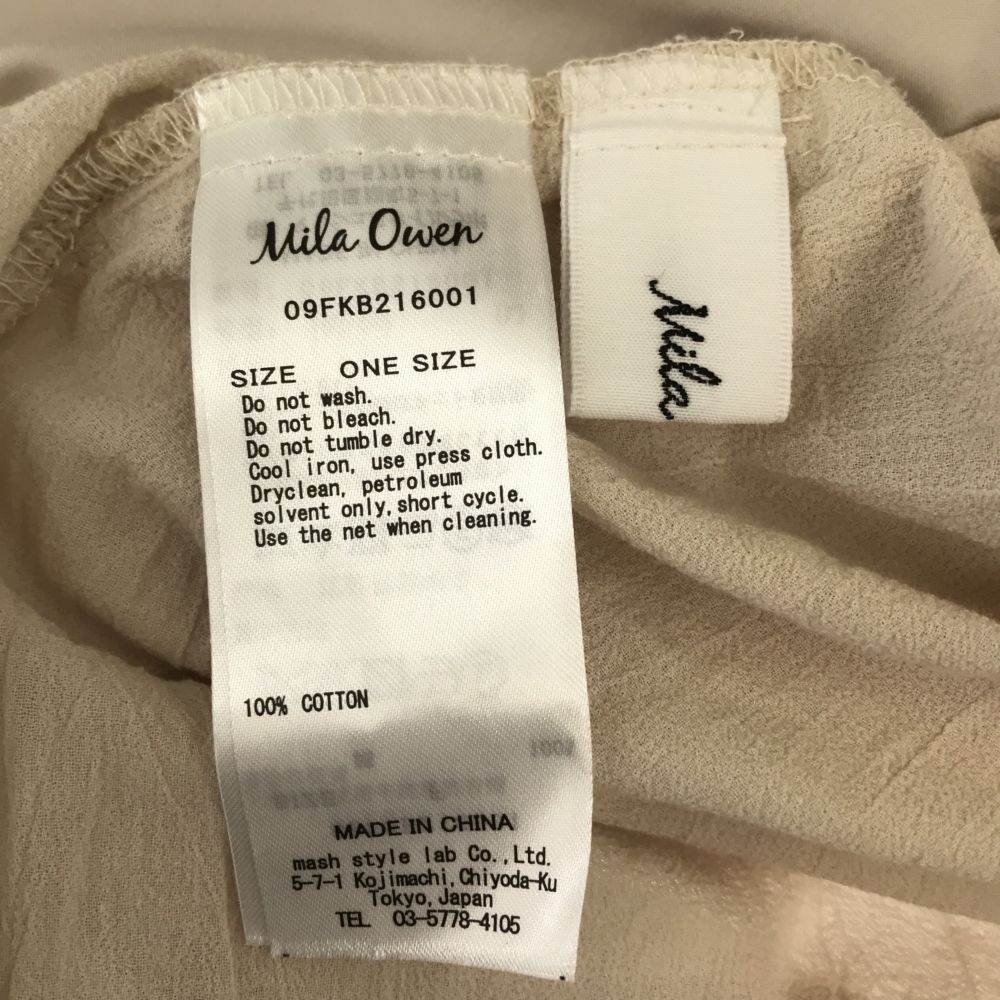 Mila Owen
09FKB216001
SIZE ONE SIZE
Do not wash.
Do not bleach.
Do not tumble dry.
Cool iron, use press cloth.
Dryclean, petroleum
solvent only, short cycle.
Use the net when cleaning.
100% COTTON
MADE IN CHINA
mash style lab Co., Ltd.
5-7-1 Kojimachi, Chiyoda-Ku
Tokyo, Japan
TEL 03-5778-4105
Mila